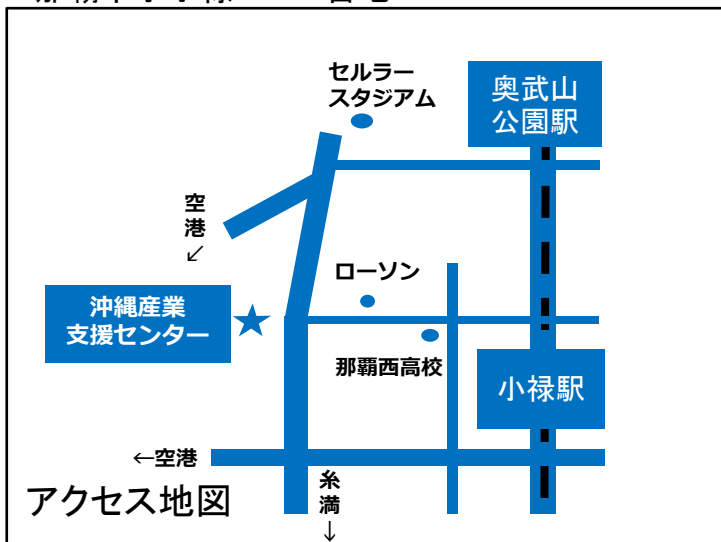 セルラー
スタジアム
奥武山
公園駅
空
港
↙
ローソン
沖縄産業
支援センター
那覇西高校
小禄駅
←空港
糸
満
↓
アクセス地図